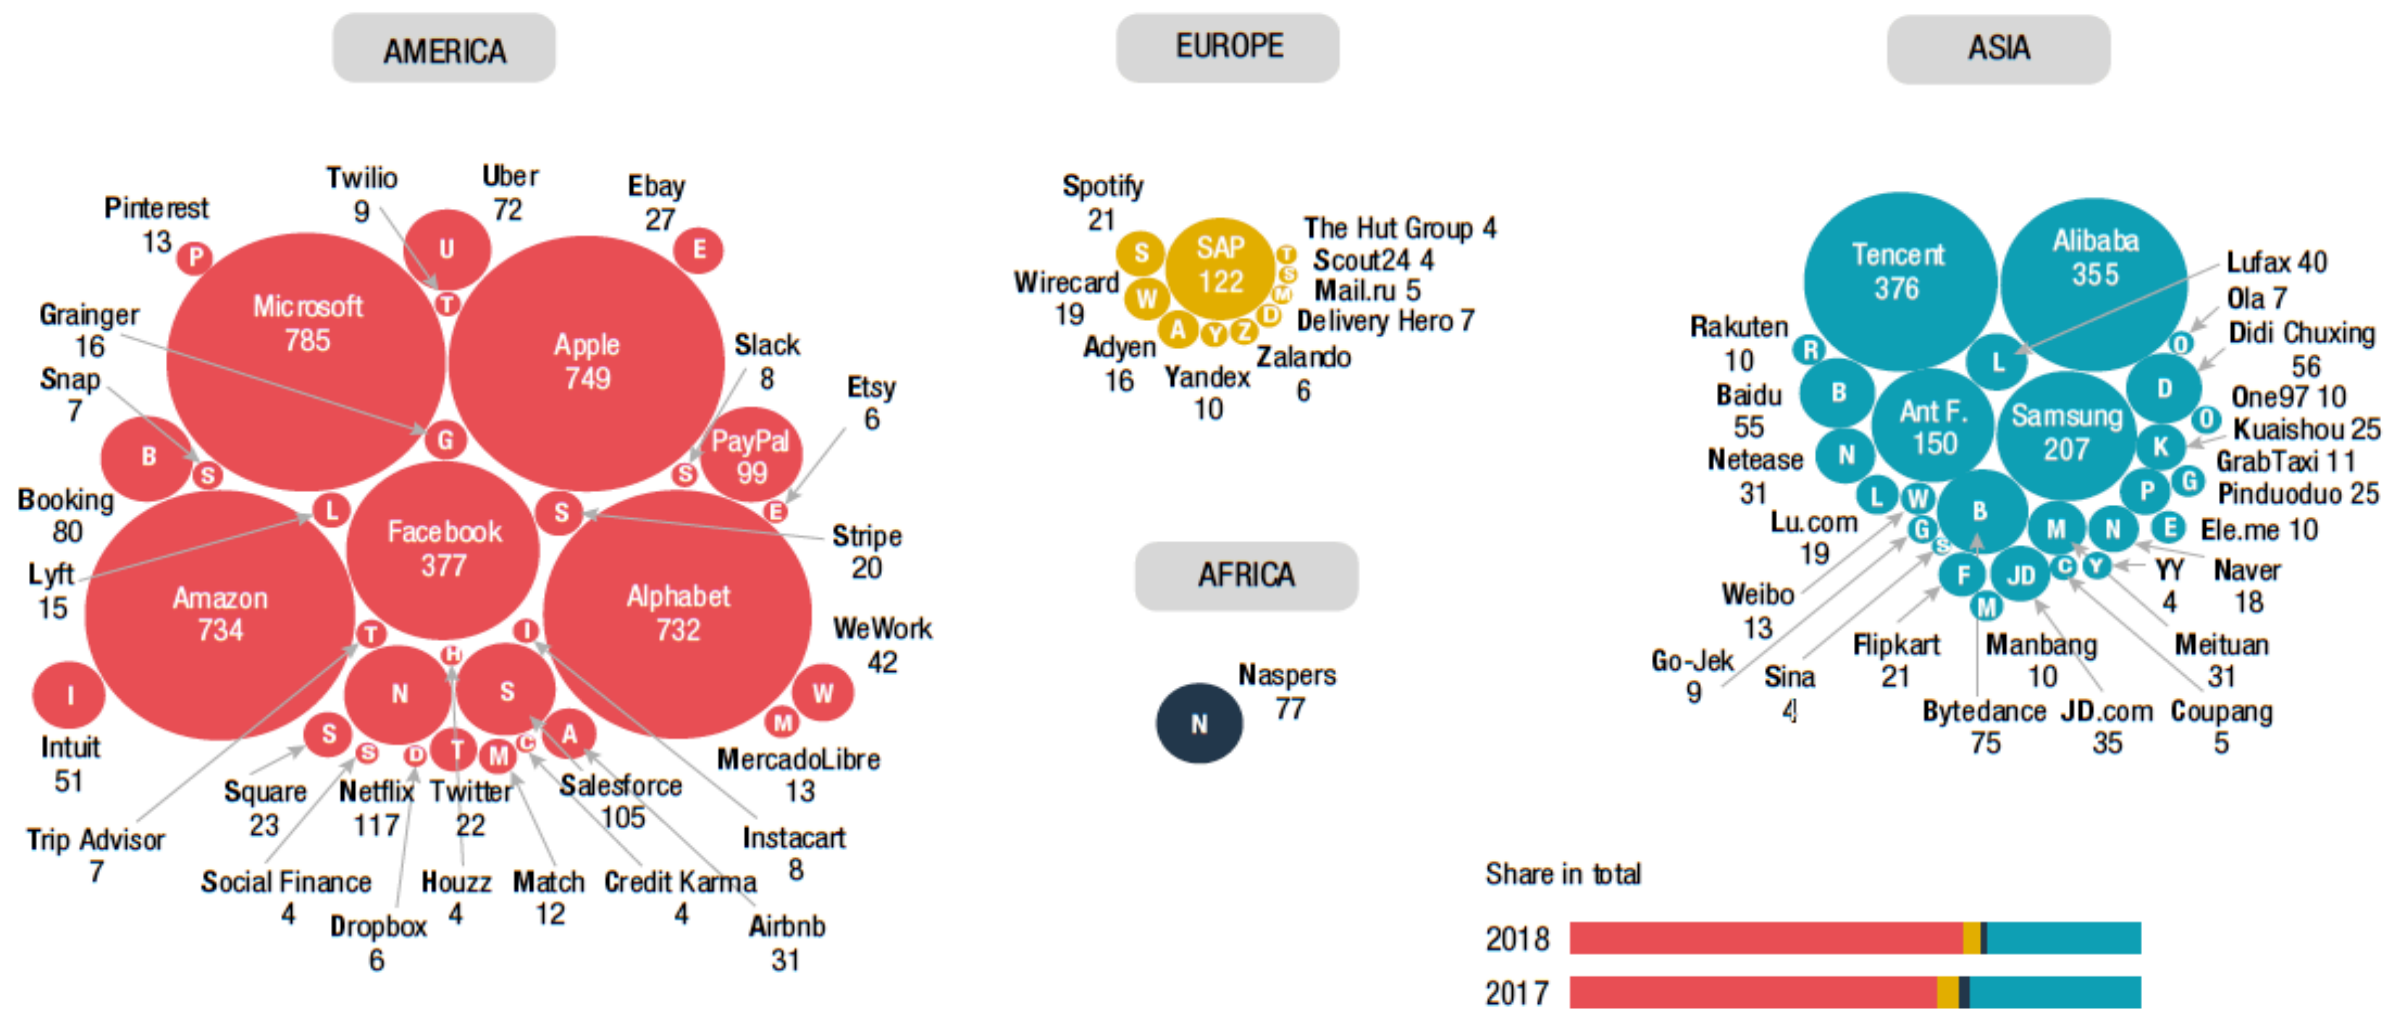 AMERICA
Pinterest
13
Twilio
9
Uber
72
Ebay
27
P
U
E
T
Microsoft
785
Apple
749
Grainger
16
Snap
7
Slack
8
Etsy
6
G
B
S
S
PayPal
99
E
Booking
80
L
Facebook
377
S
Stripe
20
Lyft
15
Amazon
734
Alphabet
732
WeWork
42
T
H
I
I
N
S
W
M
Intuit
51
S
S
D
T
M
C
A
MercadoLibre
13
Square
23
Netflix
117
Twitter
22
Salesforce
105
Trip Advisor
7
Instacart
8
Social Finance
4
Houzz
4
Match
12
Credit Karma
4
Dropbox
6
Airbnb
31
EUROPE
Spotify
21
S
SAP
122
T
S
M
D
The Hut Group 4
Scout24 4
Mail.ru 5
Delivery Hero 7
Wirecard
19
W
A
Y
Z
Adyen
16
Yandex
10
Zalando
6
AFRICA
N
Naspers
77
ASIA
Tencent
376
Alibaba
355
Lufax 40
Ola 7
Didi Chuxing
56
One97 10
Kuaishou 25
GrabTaxi 11
Pinduoduo 25
Ele.me 10
Rakuten
10
R
L
O
Baidu
55
B
Ant F.
150
Samsung
207
D
O
Netease
31
N
K
L
W
B
P
G
Lu.com
19
G
S
M
N
E
F
JD
C
Y
M
Weibo
13
YY
4
Naver
18
Go-Jek
9
Sina
4
Flipkart
21
Manbang
10
Meituan
31
Bytedance
75
JD.com
35
Coupang
5
Share in total
2018
2017